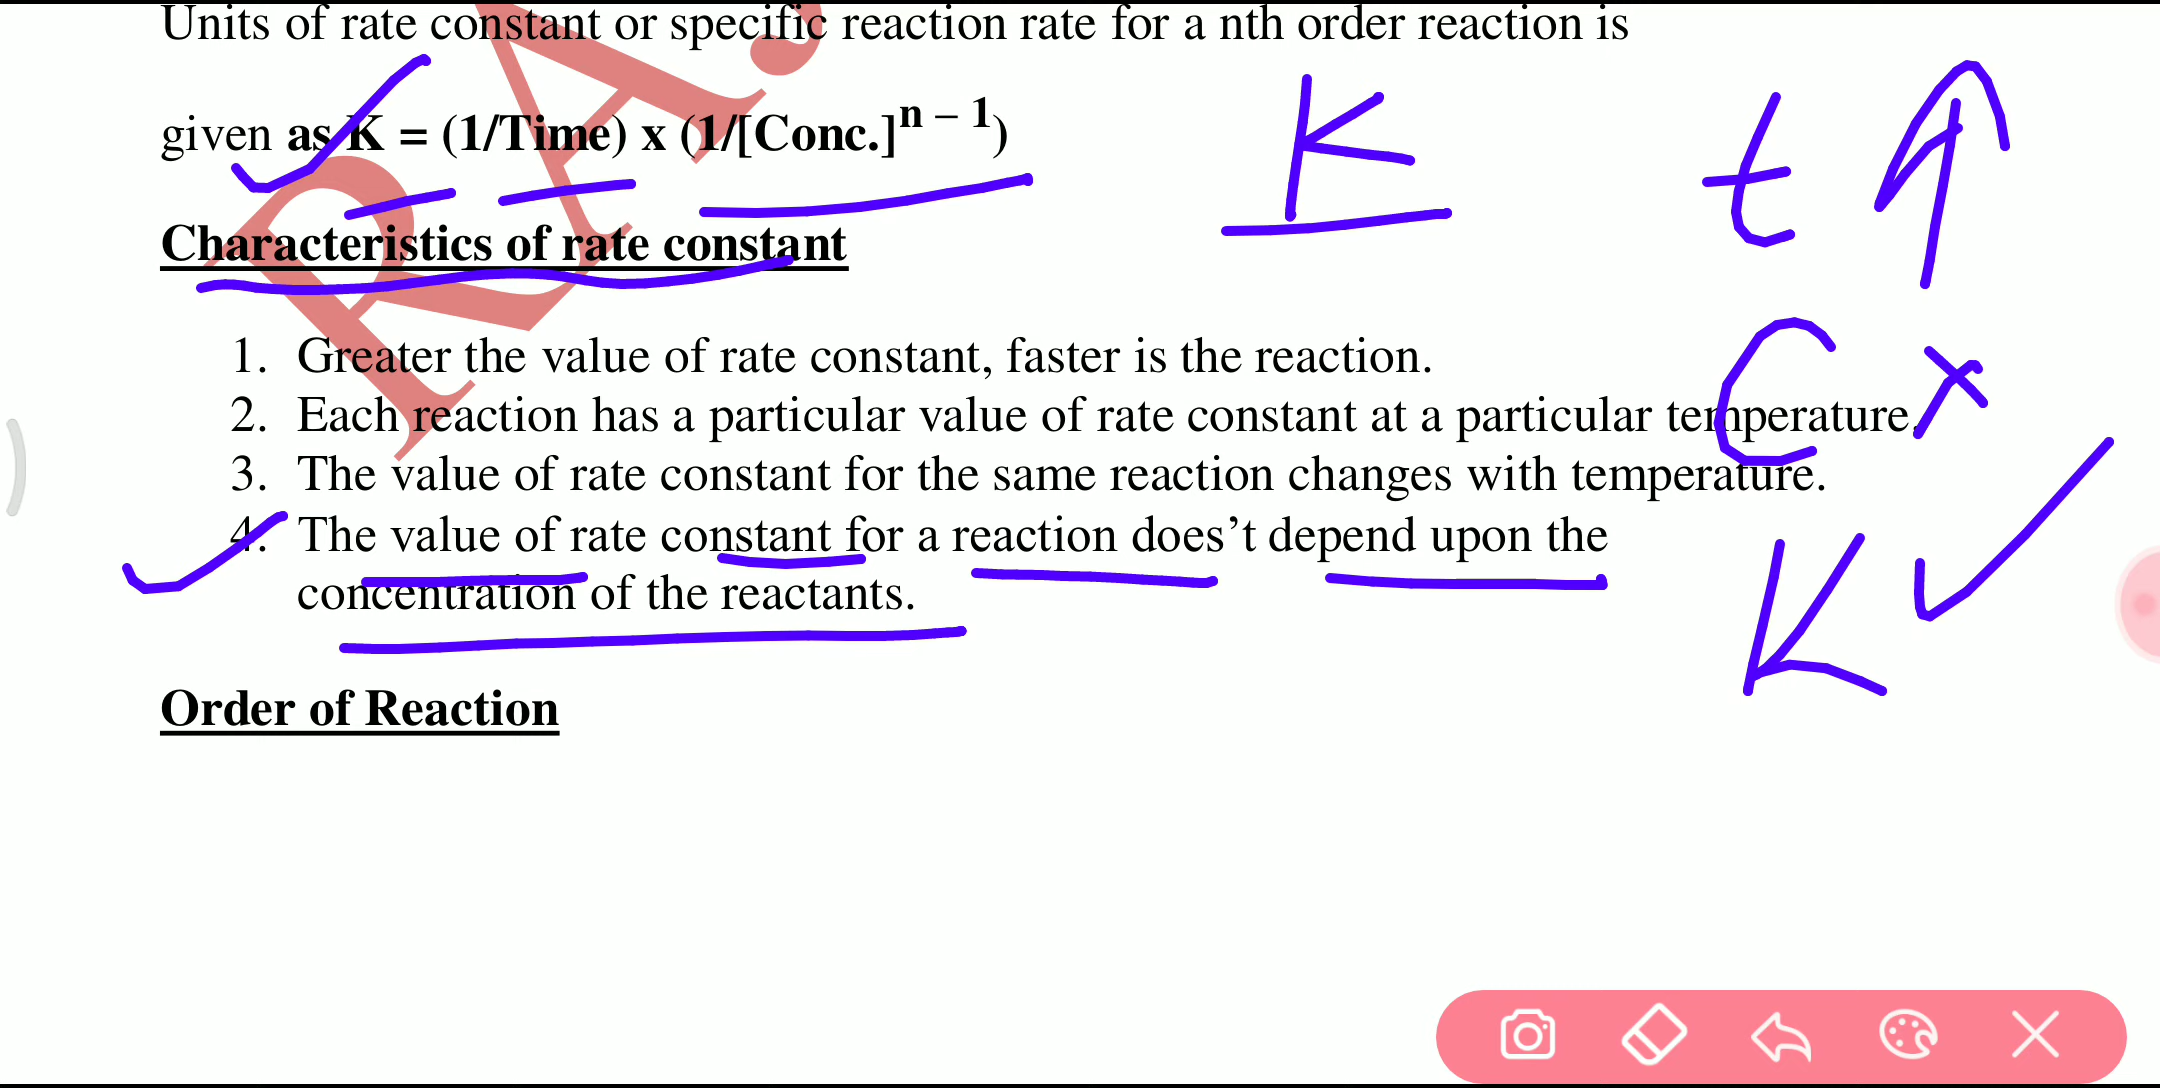 Units of rate constant or specific reaction rate for a nth order reaction is
given as K = (1/Time) x (1/[Conc.]^n – 1)
K
t
Characteristics of rate constant
1. Greater the value of rate constant, faster is the reaction.
C x
2. Each reaction has a particular value of rate constant at a particular temperature.
3. The value of rate constant for the same reaction changes with temperature.
4. The value of rate constant for a reaction does’t depend upon the
concentration of the reactants.
K
Order of Reaction
RA.